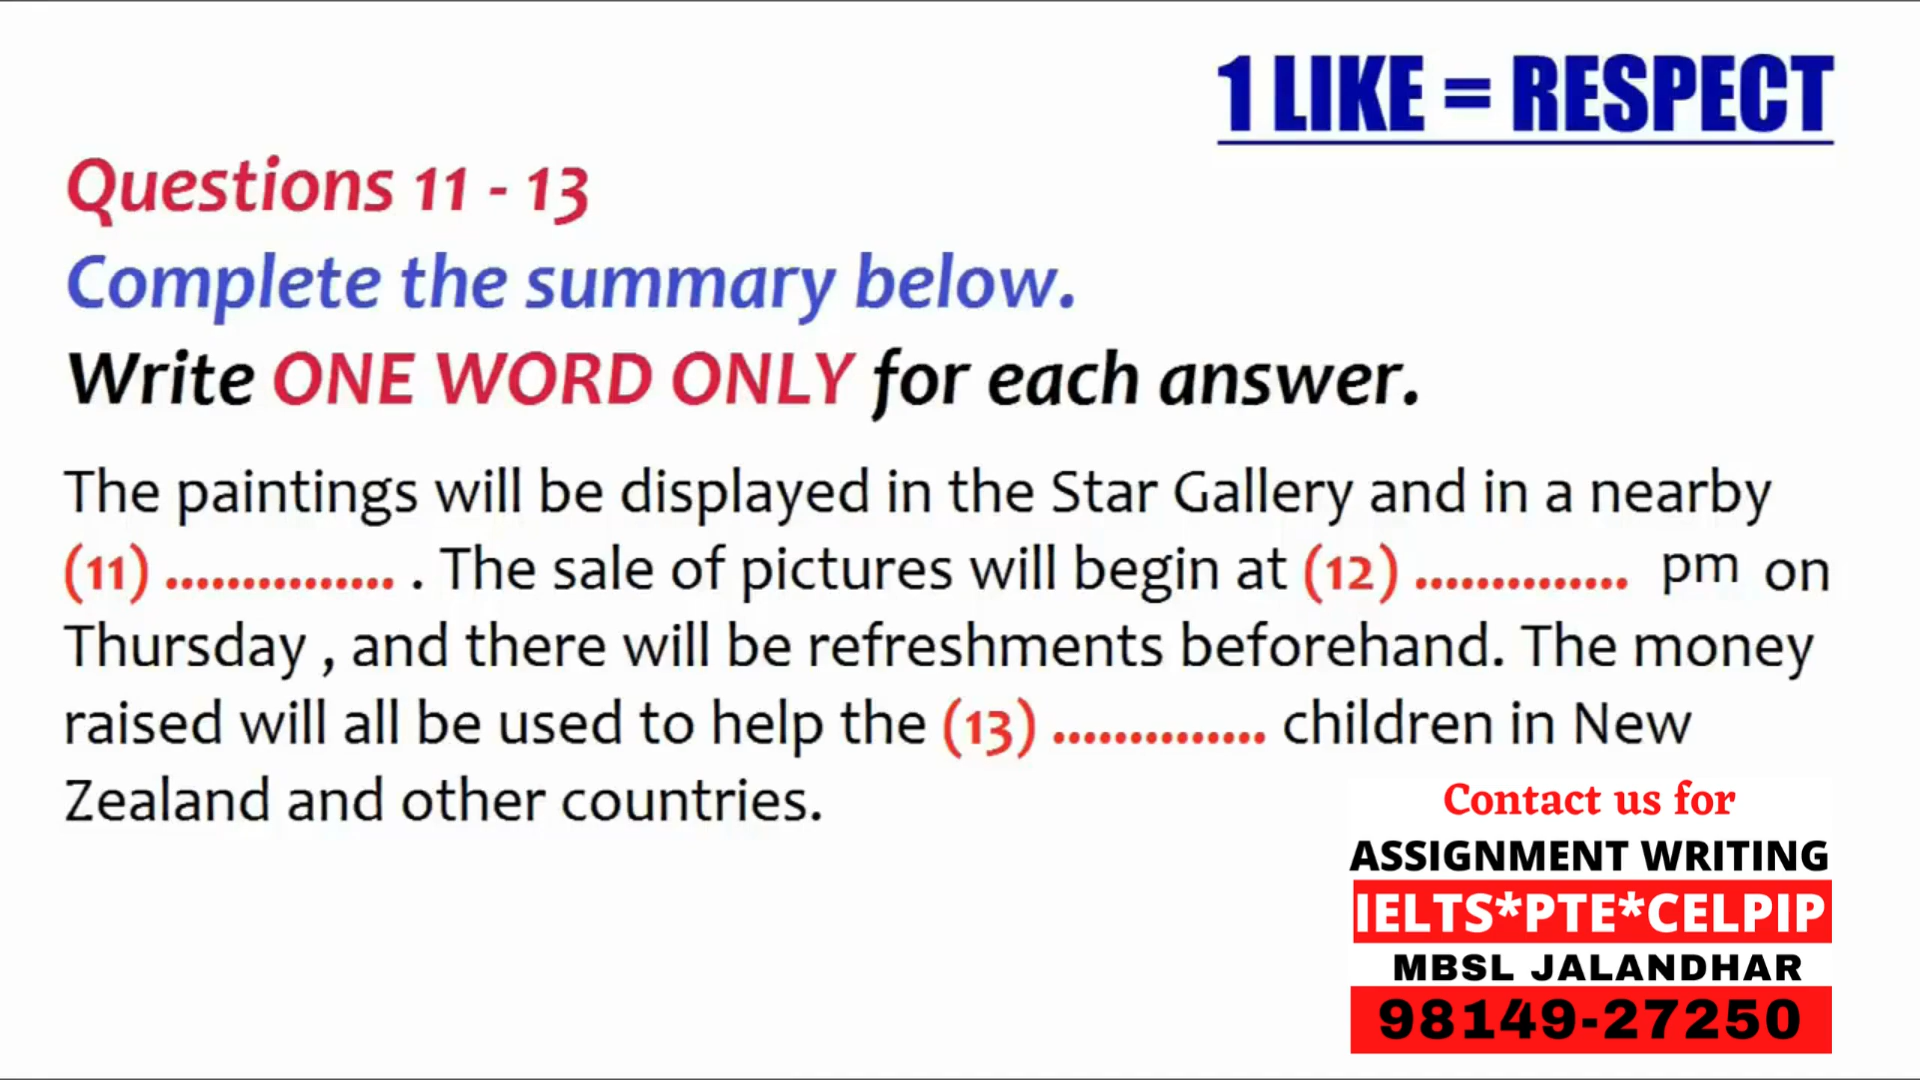 1 LIKE = RESPECT
Questions 11 - 13
Complete the summary below.
Write ONE WORD ONLY for each answer.
The paintings will be displayed in the Star Gallery and in a nearby
(11) ............... . The sale of pictures will begin at (12) .............. pm on
Thursday , and there will be refreshments beforehand. The money
raised will all be used to help the (13) .............. children in New
Zealand and other countries.
Contact us for
ASSIGNMENT WRITING
IELTS*PTE*CELPIP
MBSL JALANDHAR
98149-27250